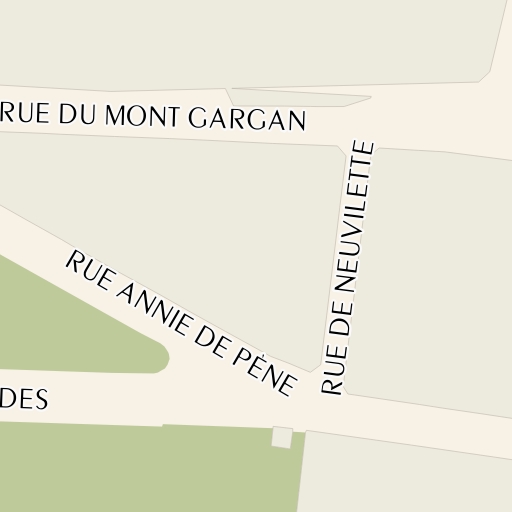 RUE DU MONT GARGAN
RUE DE NEUVILETTE
RUE ANNIE DE PÈNE
DES